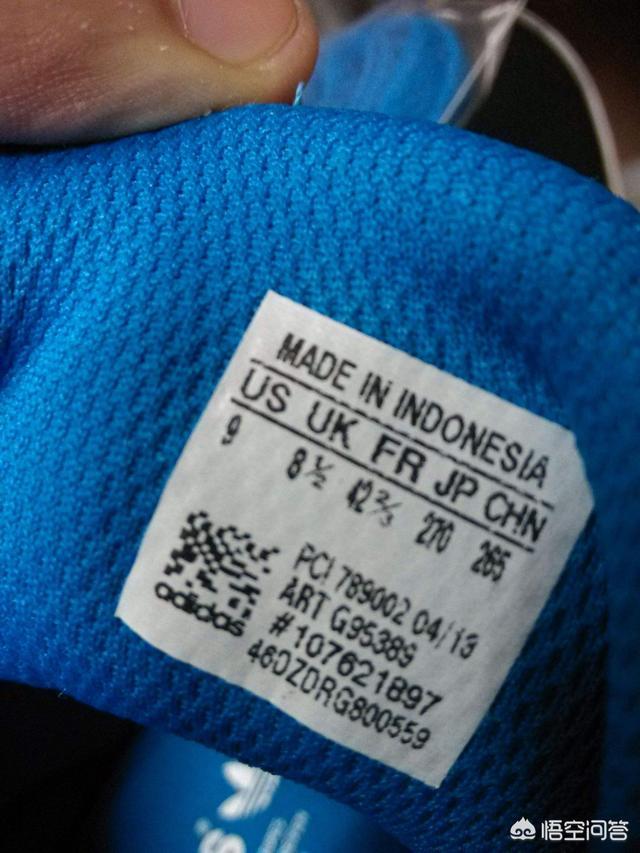 MADE IN INDONESIA
US UK FR JP CHN
9 8½ 42⅔ 270 265
PCI 789002 04/13
ART G95389
#107621897
46DZDRG800559
adidas
悟空问答